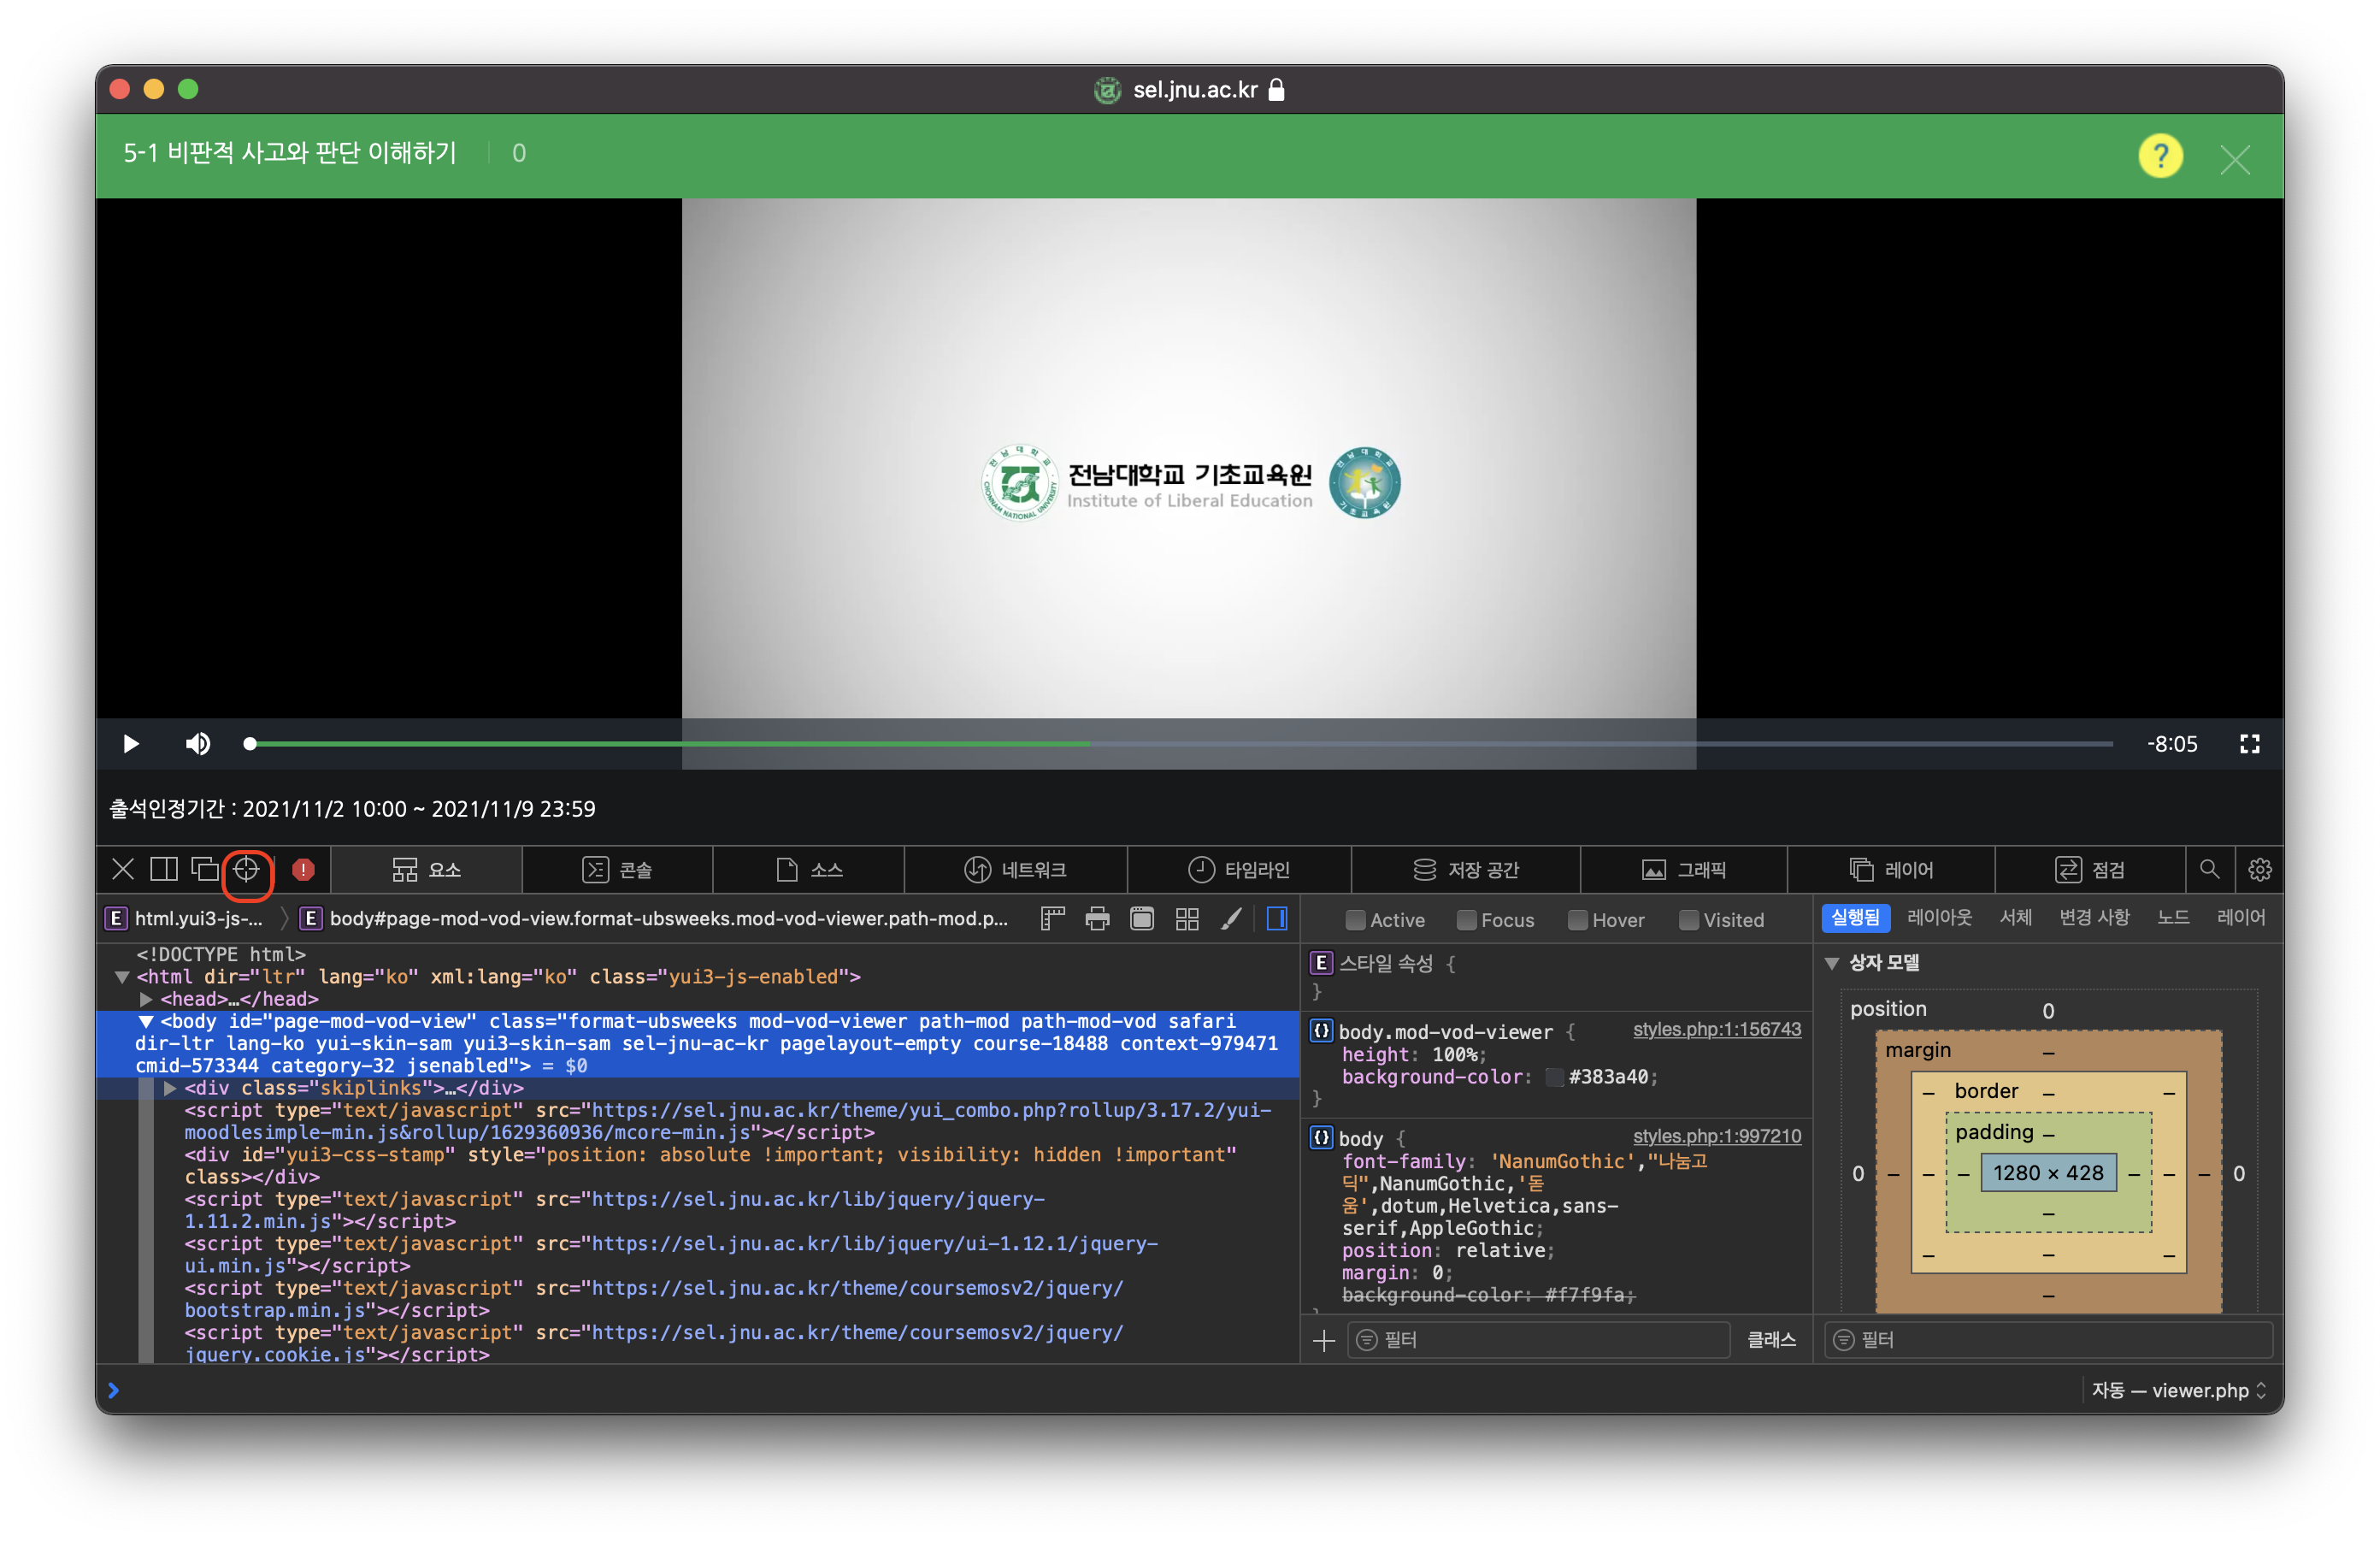 sel.jnu.ac.kr
5-1 비판적 사고와 판단 이해하기 0
?
전남대학교 기초교육원
Institute of Liberal Education
-8:05
출석인정기간 : 2021/11/2 10:00 ~ 2021/11/9 23:59
요소 콘솔 소스 네트워크 타임라인 저장 공간 그래픽 레이어 점검
E html.yui3-js-... E body#page-mod-vod-view.format-ubsweeks.mod-vod-viewer.path-mod.p...
<!DOCTYPE html>
<html dir="ltr" lang="ko" xml:lang="ko" class="yui3-js-enabled">
<head>…</head>
<body id="page-mod-vod-view" class="format-ubsweeks mod-vod-viewer path-mod path-mod-vod safari
dir-ltr lang-ko yui-skin-sam yui3-skin-sam sel-jnu-ac-kr pagelayout-empty course-18488 context-979471
cmid-573344 category-32 jsenabled"> = $0
<div class="skiplinks">…</div>
<script type="text/javascript" src="https://sel.jnu.ac.kr/theme/yui_combo.php?rollup/3.17.2/yui-
moodlesimple-min.js&rollup/1629360936/mcore-min.js"></script>
<div id="yui3-css-stamp" style="position: absolute !important; visibility: hidden !important"
class></div>
<script type="text/javascript" src="https://sel.jnu.ac.kr/lib/jquery/jquery-
1.11.2.min.js"></script>
<script type="text/javascript" src="https://sel.jnu.ac.kr/lib/jquery/ui-1.12.1/jquery-
ui.min.js"></script>
<script type="text/javascript" src="https://sel.jnu.ac.kr/theme/coursemosv2/jquery/
bootstrap.min.js"></script>
<script type="text/javascript" src="https://sel.jnu.ac.kr/theme/coursemosv2/jquery/
jquery.cookie.js"></script>
Active Focus Hover Visited
E 스타일 속성 {
}
{} body.mod-vod-viewer { styles.php:1:156743
height: 100%;
background-color: #383a40;
}
{} body { styles.php:1:997210
font-family: 'NanumGothic',"나눔고
딕",NanumGothic,'돋
움',dotum,Helvetica,sans-
serif,AppleGothic;
position: relative;
margin: 0;
background-color: #f7f9fa;
}
필터 클래스
실행됨 레이아웃 서체 변경 사항 노드 레이어
상자 모델
position 0
margin –
– border – –
padding –
0 – – – 1280 × 428 – – – 0
–
– – –
–
필터
자동 — viewer.php